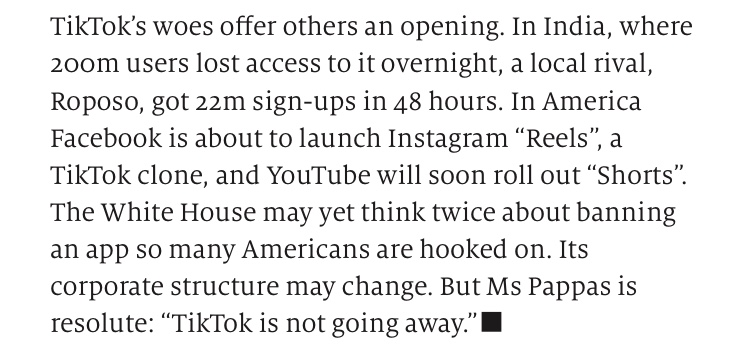 TikTok’s woes offer others an opening. In India, where
200m users lost access to it overnight, a local rival,
Roposo, got 22m sign-ups in 48 hours. In America
Facebook is about to launch Instagram “Reels”, a
TikTok clone, and YouTube will soon roll out “Shorts”.
The White House may yet think twice about banning
an app so many Americans are hooked on. Its
corporate structure may change. But Ms Pappas is
resolute: “TikTok is not going away.” ■